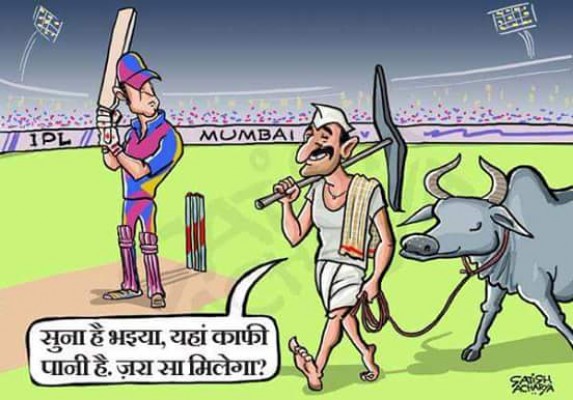 IPL MUMBAI
सुना है भइया, यहां काफी
पानी है. ज़रा सा मिलेगा?
SATISH
ACHARYA